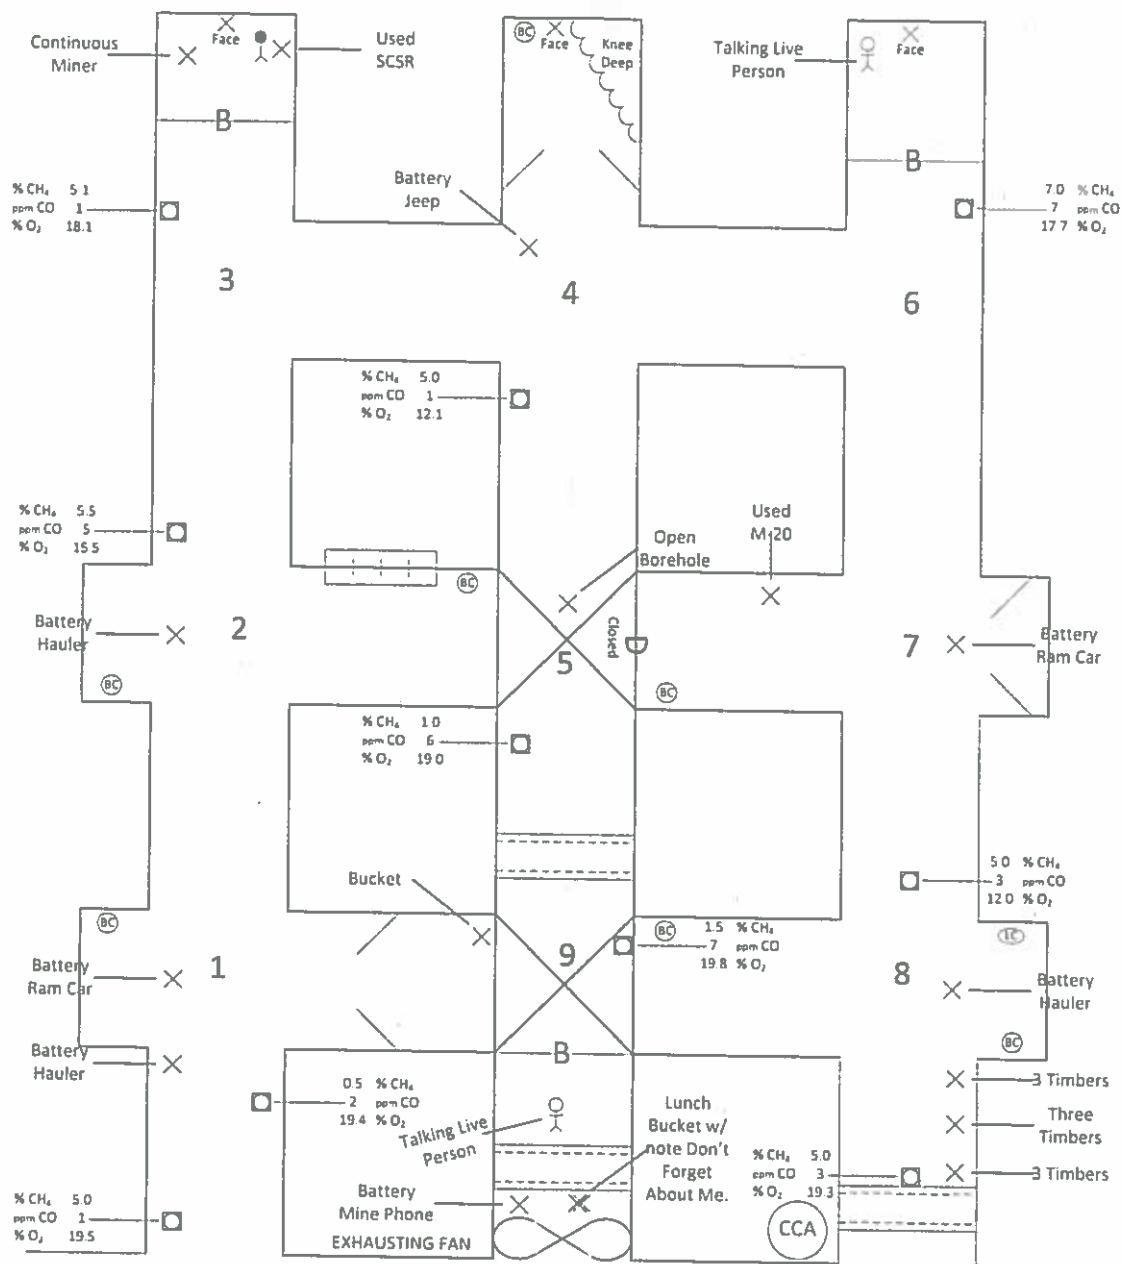 Face
Continuous
Miner
Used
SCSR
BC
Face
Knee
Deep
Talking Live
Person
Face
B
B
% CH₄ 5.1
ppm CO 1
% O₂ 18.1
Battery
Jeep
7.0 % CH₄
7 ppm CO
17.7 % O₂
3
4
6
% CH₄ 5.0
ppm CO 1
% O₂ 12.1
% CH₄ 5.5
ppm CO 5
% O₂ 15.5
Open
Borehole
Used
M-20
BC
Battery
Hauler
2
5
Closed
7
Battery
Ram Car
BC
BC
% CH₄ 1.0
ppm CO 6
% O₂ 19.0
Bucket
5.0 % CH₄
3 ppm CO
12.0 % O₂
BC
BC
1.5 % CH₄
7 ppm CO
19.8 % O₂
Battery
Ram Car
1
9
8
Battery
Hauler
BC
Battery
Hauler
B
3 Timbers
0.5 % CH₄
2 ppm CO
19.4 % O₂
Talking Live
Person
Lunch
Bucket w/
note Don't
Forget
About Me.
Three
Timbers
% CH₄ 5.0
ppm CO 3
% O₂ 19.3
3 Timbers
Battery
Mine Phone
% CH₄ 5.0
ppm CO 1
% O₂ 19.5
EXHAUSTING FAN
CCA